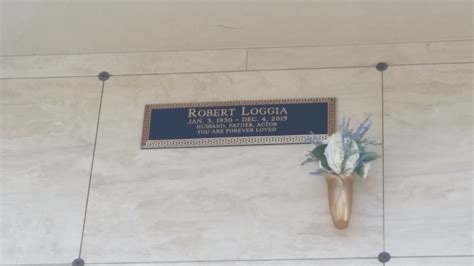 ROBERT LOGGIA
JAN. 3, 1930 – DEC. 4, 2015
HUSBAND, FATHER, ACTOR
YOU ARE FOREVER LOVED